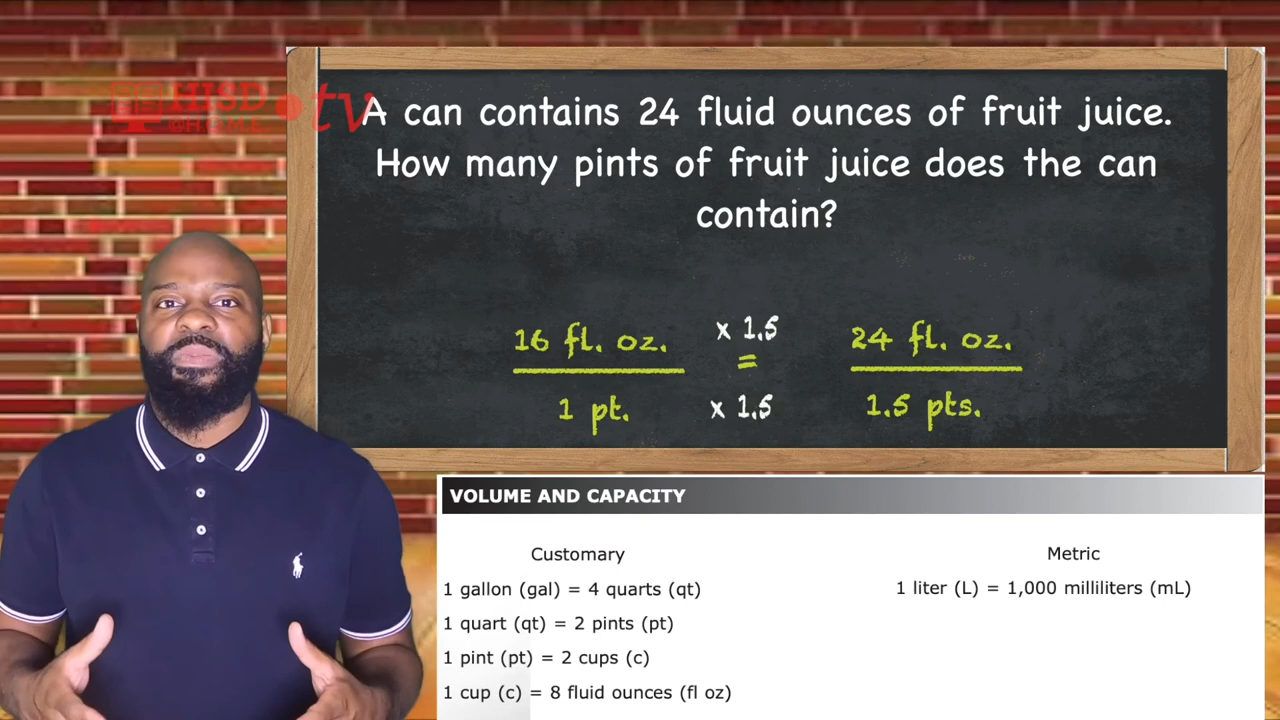 HISD
@H.O.M.E.
.tv
A can contains 24 fluid ounces of fruit juice.
How many pints of fruit juice does the can
contain?
16 fl. oz. x 1.5 24 fl. oz.
=
1 pt. x 1.5 1.5 pts.
VOLUME AND CAPACITY
Customary Metric
1 gallon (gal) = 4 quarts (qt) 1 liter (L) = 1,000 milliliters (mL)
1 quart (qt) = 2 pints (pt)
1 pint (pt) = 2 cups (c)
1 cup (c) = 8 fluid ounces (fl oz)